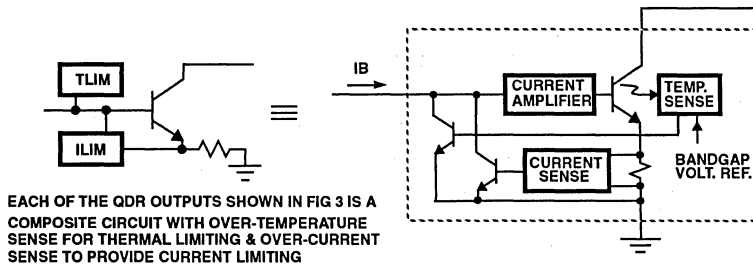 TLIM
ILIM
IB
CURRENT
AMPLIFIER
TEMP.
SENSE
CURRENT
SENSE
BANDGAP
VOLT. REF.
EACH OF THE QDR OUTPUTS SHOWN IN FIG 3 IS A
COMPOSITE CIRCUIT WITH OVER-TEMPERATURE
SENSE FOR THERMAL LIMITING & OVER-CURRENT
SENSE TO PROVIDE CURRENT LIMITING